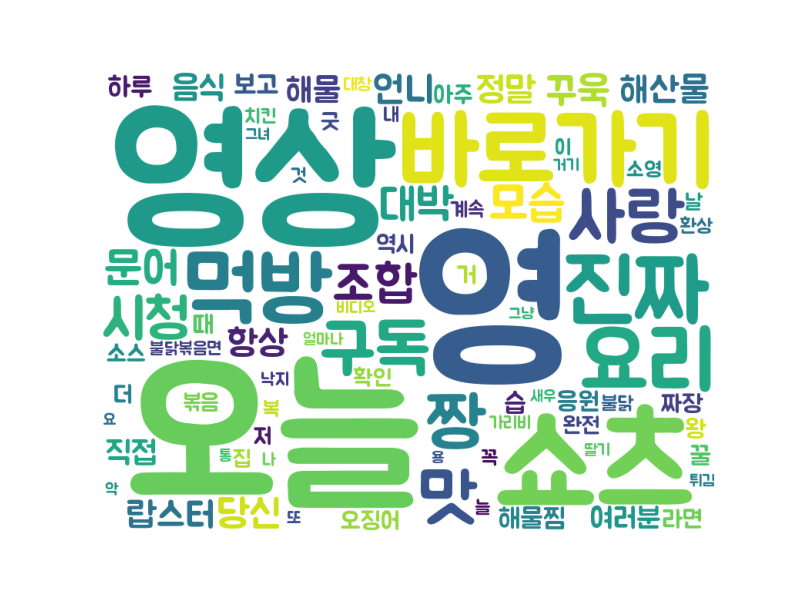 하루 음식 보고 해물 대창 언니 아주 정말 꾸욱 해산물
영상 치킨 그녀 굿 것 내 바로가기 이 거기 소영
대박 계속 모습 사랑 날 환상
문어 먹방 조합 역시 영 거 그냥 진짜
시청 때 비디오 얼마나 구독 요리
소스 불닭볶음면 항상 낙지 확인
더 요 오늘 볶음 복 짱 습 새우 응원 불닭 짜장
직접 통 집 저 나 가리비 완전 쇼츠 딸기 왕 꿀
악 랍스터 당신 또 오징어 용 맛 꼭 늘 해물찜 여러분 라면 튀김